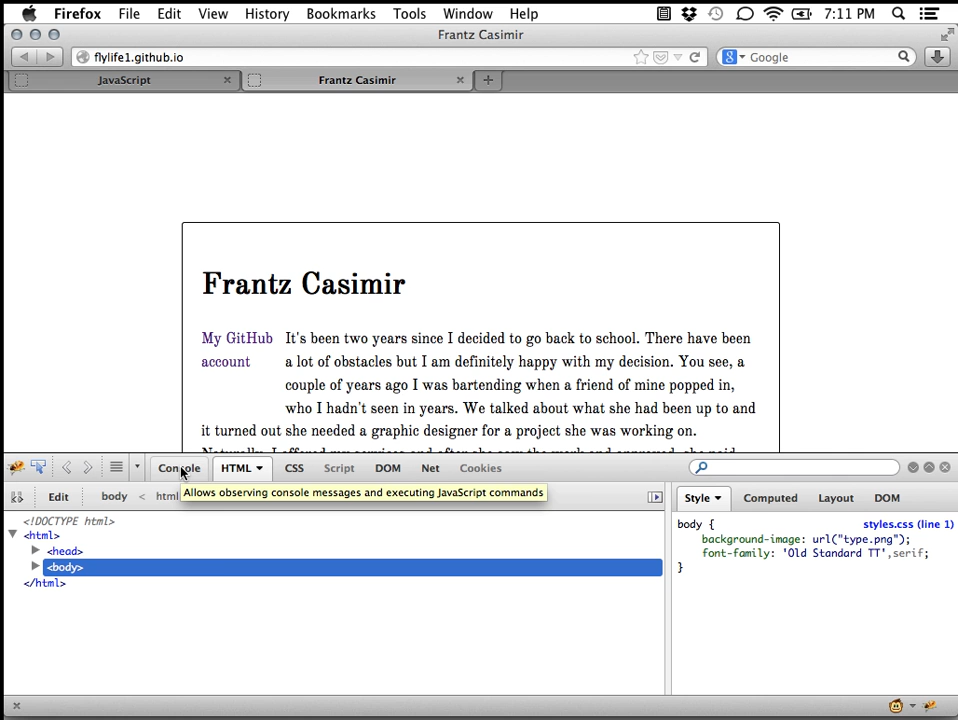 Firefox File Edit View History Bookmarks Tools Window Help 7:11 PM
Frantz Casimir
flylife1.github.io Google
JavaScript Frantz Casimir
Frantz Casimir
My GitHub account
It's been two years since I decided to go back to school. There have been
a lot of obstacles but I am definitely happy with my decision. You see, a
couple of years ago I was bartending when a friend of mine popped in,
who I hadn't seen in years. We talked about what she had been up to and
it turned out she needed a graphic designer for a project she was working on.
Console HTML CSS Script DOM Net Cookies
Edit body < html
Allows observing console messages and executing JavaScript commands
Style Computed Layout DOM
<!DOCTYPE html>
<html>
<head>
<body>
</html>
body { styles.css (line 1)
background-image: url("type.png");
font-family: 'Old Standard TT',serif;
}